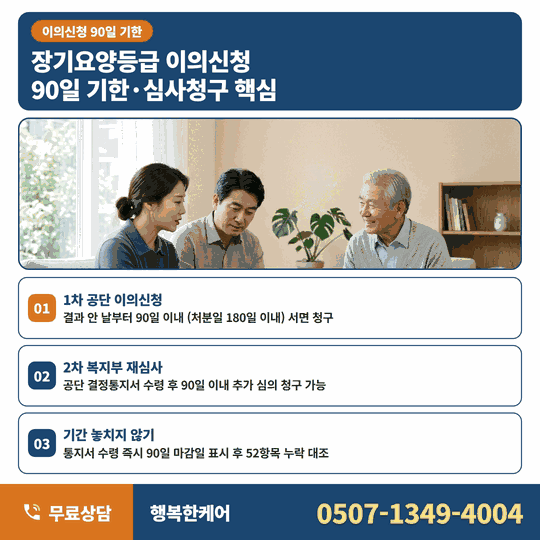 이의신청 90일 기한
장기요양등급 이의신청
90일 기한·심사청구 핵심
01
1차 공단 이의신청
결과 안 날부터 90일 이내 (처분일 180일 이내) 서면 청구
02
2차 복지부 재심사
공단 결정통지서 수령 후 90일 이내 추가 심의 청구 가능
03
기간 놓치지 않기
통지서 수령 즉시 90일 마감일 표시 후 52항목 누락 대조
무료상담
행복한케어
0507-1349-4004